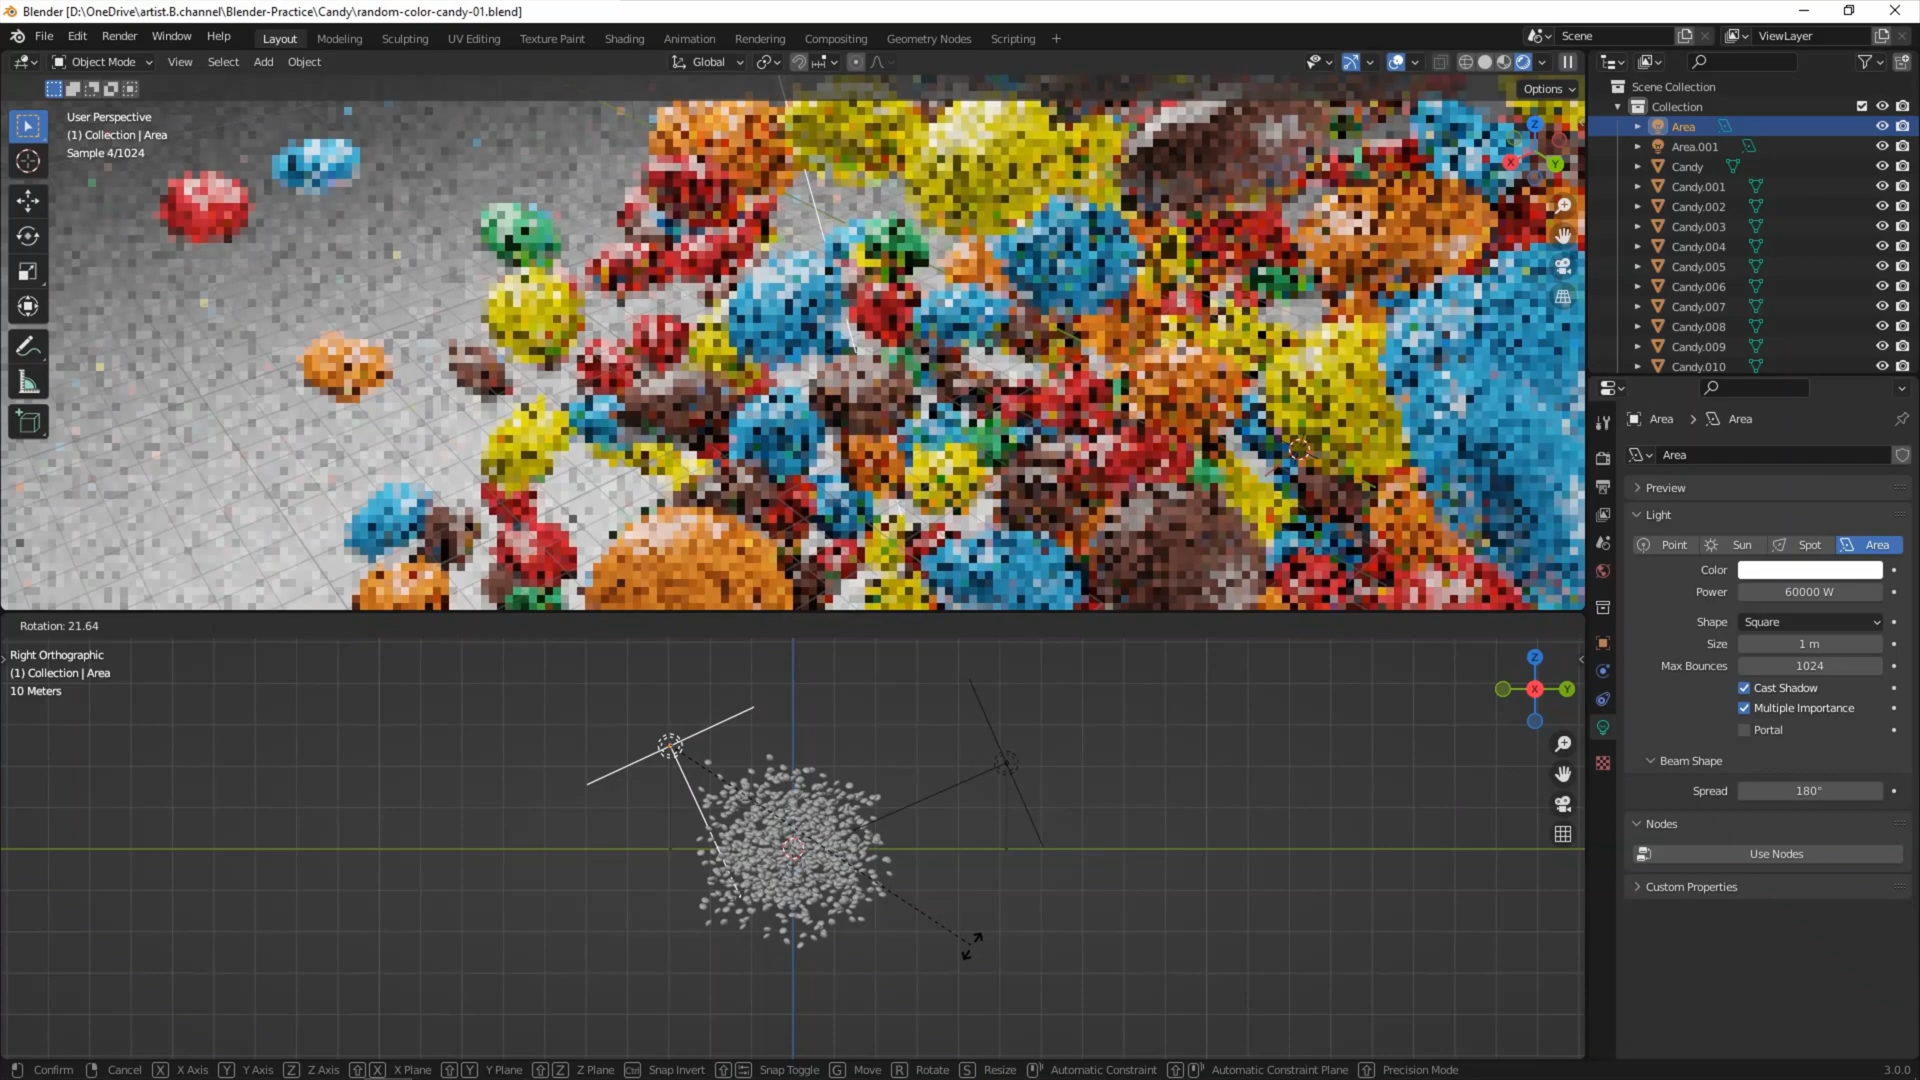 Blender [D:\OneDrive\artist.B.channel\Blender-Practice\Candy\random-color-candy-01.blend]
File Edit Render Window Help Layout Modeling Sculpting UV Editing Texture Paint Shading Animation Rendering Compositing Geometry Nodes Scripting + Scene ViewLayer
Object Mode View Select Add Object Global
Options
User Perspective
(1) Collection | Area
Sample 4/1024
Z
X
Y
Scene Collection
Collection
Area
Area.001
Candy
Candy.001
Candy.002
Candy.003
Candy.004
Candy.005
Candy.006
Candy.007
Candy.008
Candy.009
Candy.010
Area > Area
Area
Preview
Light
Point Sun Spot Area
Color
Power 60000 W
Shape Square
Size 1 m
Max Bounces 1024
Cast Shadow
Multiple Importance
Portal
Beam Shape
Spread 180°
Nodes
Use Nodes
Custom Properties
Rotation: 21.64
Right Orthographic
(1) Collection | Area
10 Meters
Z
X
Y
Confirm Cancel X X Axis Y Y Axis Z Z Axis X X Plane Y Y Plane Z Z Plane Ctrl Snap Invert Snap Toggle G Move R Rotate S Resize Automatic Constraint Automatic Constraint Plane Precision Mode 3.0.0